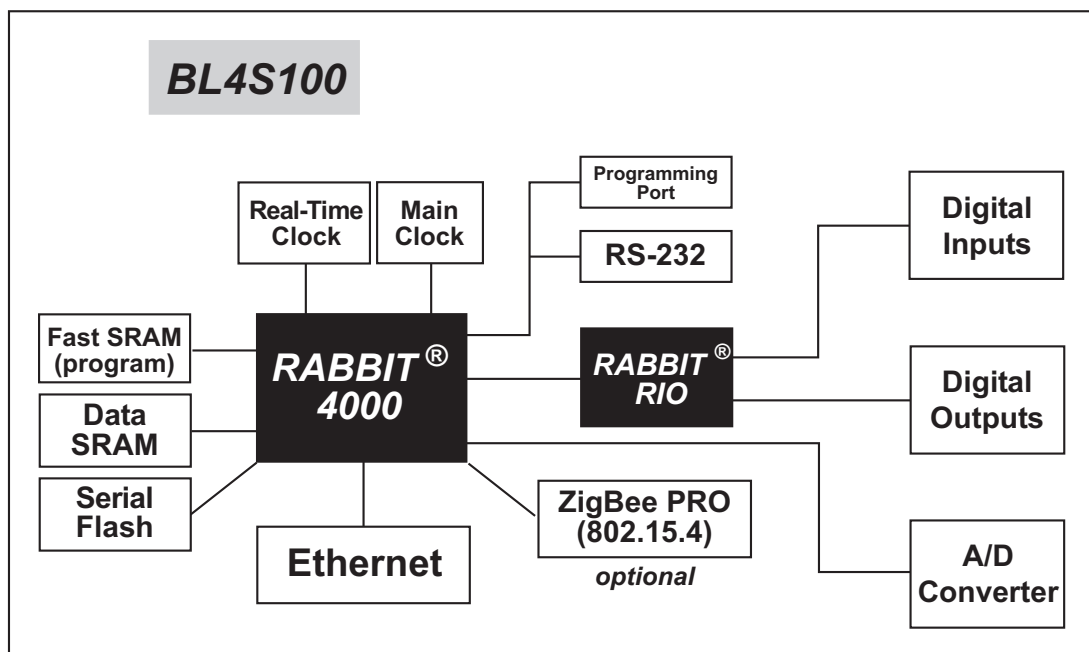 BL4S100
Programming
Port
Real-Time
Clock
Main
Clock
RS-232
Digital
Inputs
Fast SRAM
(program)
RABBIT®
4000
RABBIT®
RIO
Digital
Outputs
Data
SRAM
Serial
Flash
Ethernet
ZigBee PRO
(802.15.4)
optional
A/D
Converter